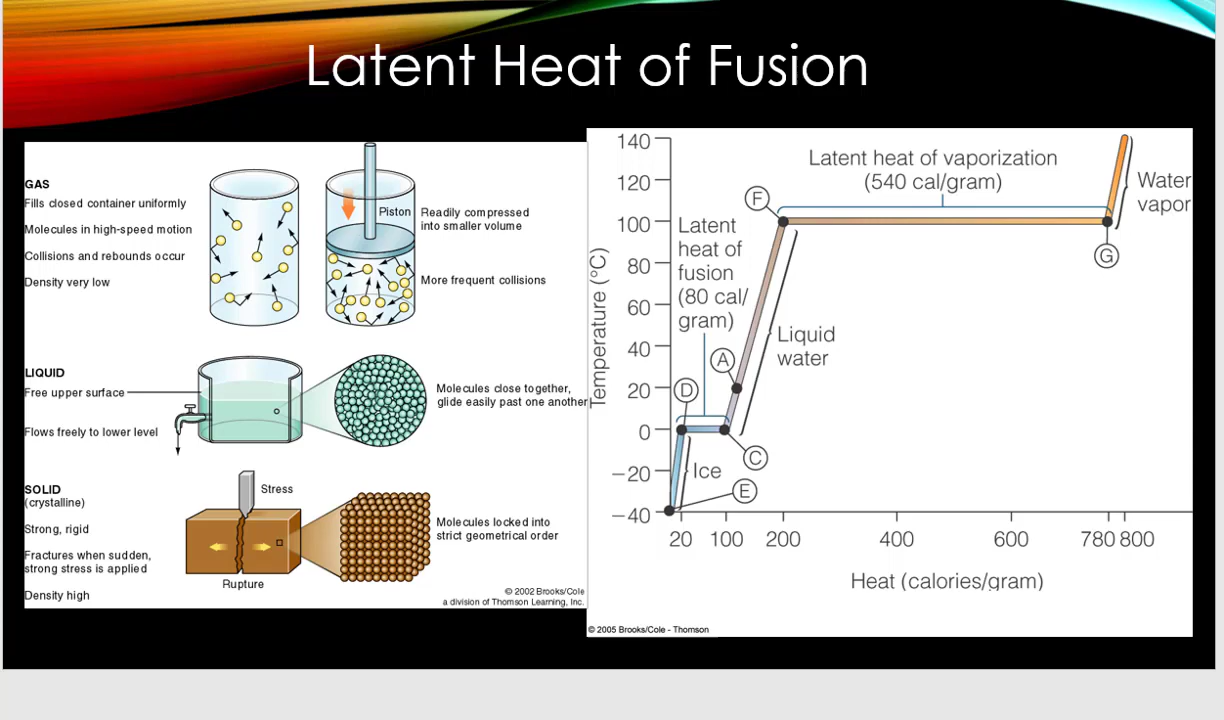 Latent Heat of Fusion
GAS
Fills closed container uniformly
Molecules in high-speed motion
Collisions and rebounds occur
Density very low
Piston
Readily compressed
into smaller volume
More frequent collisions
LIQUID
Free upper surface
Flows freely to lower level
Molecules close together,
glide easily past one another
SOLID
(crystalline)
Strong, rigid
Fractures when sudden,
strong stress is applied
Density high
Stress
Rupture
Molecules locked into
strict geometrical order
© 2002 Brooks/Cole
a division of Thomson Learning, Inc.
Temperature (°C)
140
120
100
80
60
40
20
0
−20
−40
Latent heat of vaporization
(540 cal/gram)
Water
vapor
F
G
Latent
heat of
fusion
(80 cal/
gram)
Liquid
water
A
D
C
Ice
E
20 100 200 400 600 780 800
Heat (calories/gram)
© 2005 Brooks/Cole - Thomson